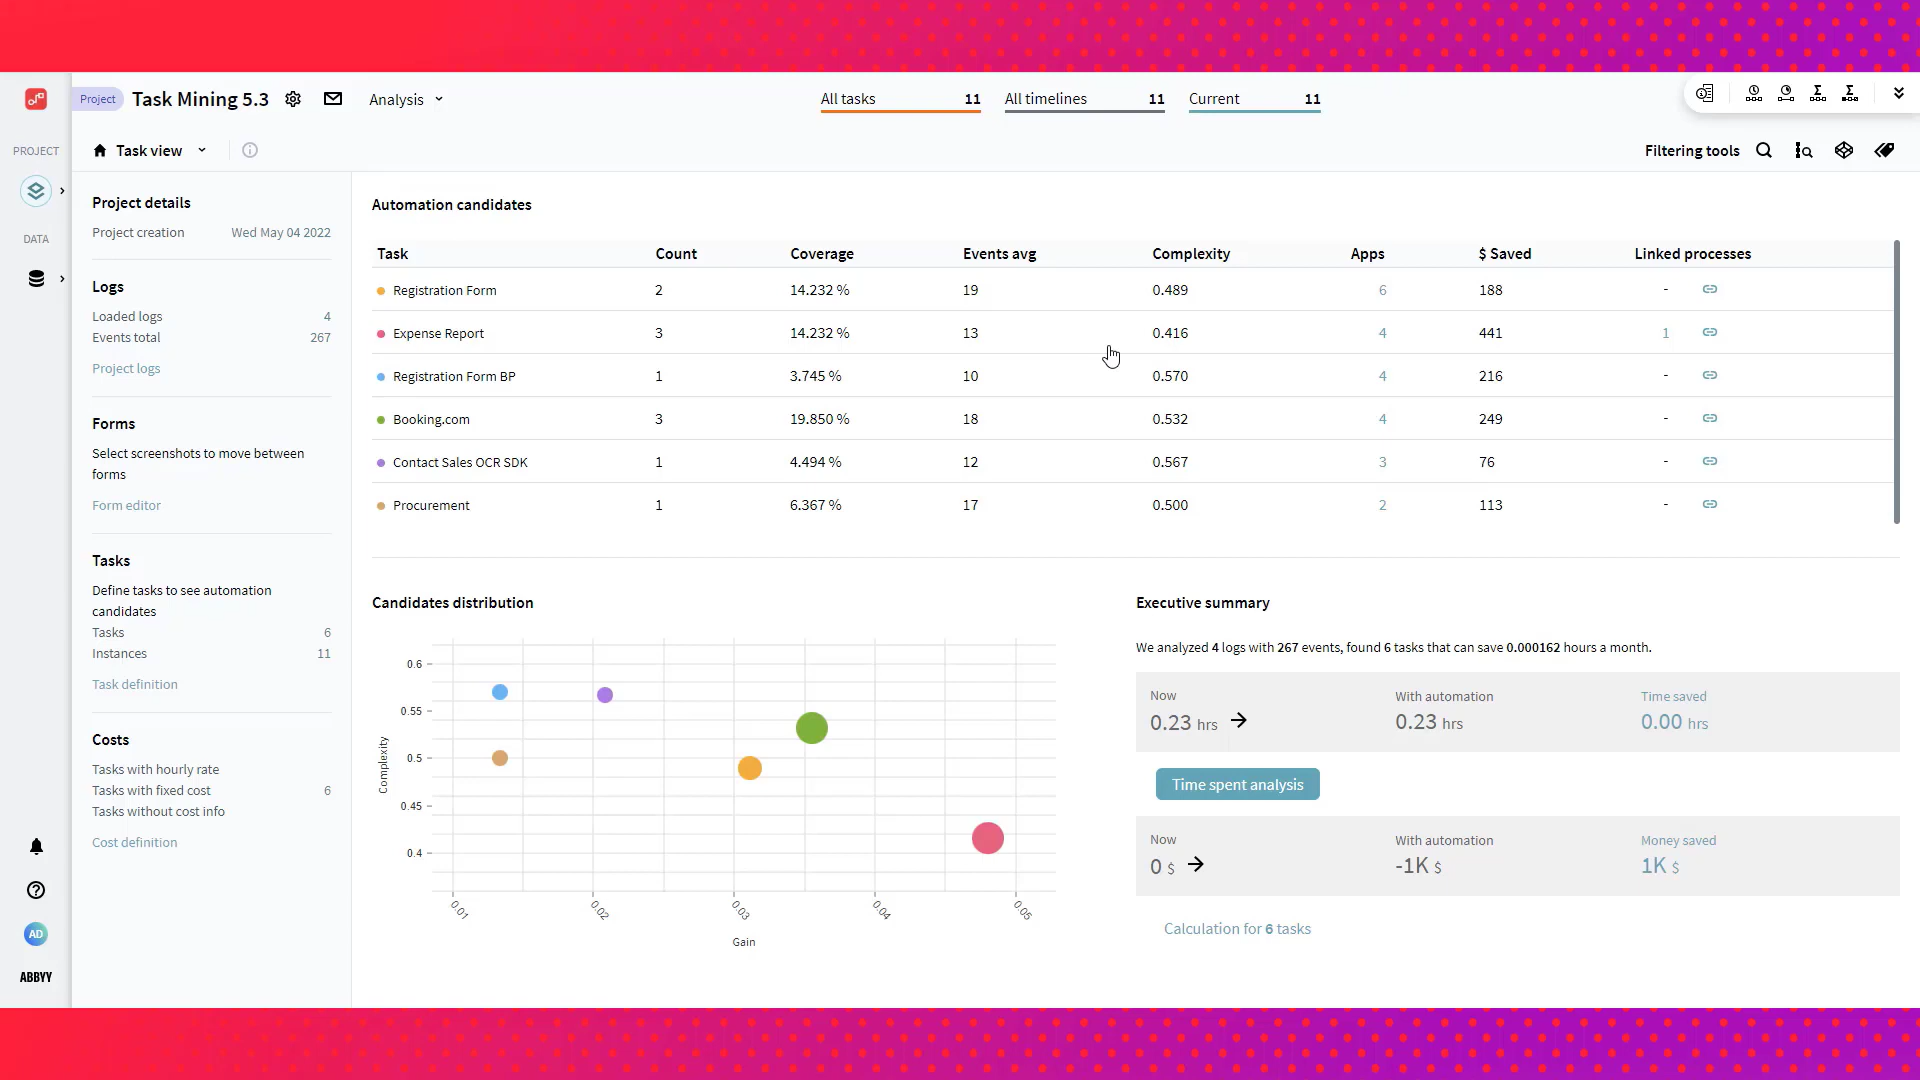 Project Task Mining 5.3 Analysis
All tasks 11 All timelines 11 Current 11
PROJECT
Task view
Filtering tools
DATA
Project details
Project creation Wed May 04 2022
Logs
Loaded logs 4
Events total 267
Project logs
Forms
Select screenshots to move between
forms
Form editor
Tasks
Define tasks to see automation
candidates
Tasks 6
Instances 11
Task definition
Costs
Tasks with hourly rate
Tasks with fixed cost 6
Tasks without cost info
Cost definition
AD
ABBYY
Automation candidates
Task Count Coverage Events avg Complexity Apps $ Saved Linked processes
Registration Form 2 14.232 % 19 0.489 6 188 -
Expense Report 3 14.232 % 13 0.416 4 441 1
Registration Form BP 1 3.745 % 10 0.570 4 216 -
Booking.com 3 19.850 % 18 0.532 4 249 -
Contact Sales OCR SDK 1 4.494 % 12 0.567 3 76 -
Procurement 1 6.367 % 17 0.500 2 113 -
Candidates distribution
Complexity
0.6
0.55
0.5
0.45
0.4
0.01 0.02 0.03 0.04 0.05
Gain
Executive summary
We analyzed 4 logs with 267 events, found 6 tasks that can save 0.000162 hours a month.
Now With automation Time saved
0.23 hrs 0.23 hrs 0.00 hrs
Time spent analysis
Now With automation Money saved
0 $ -1K $ 1K $
Calculation for 6 tasks